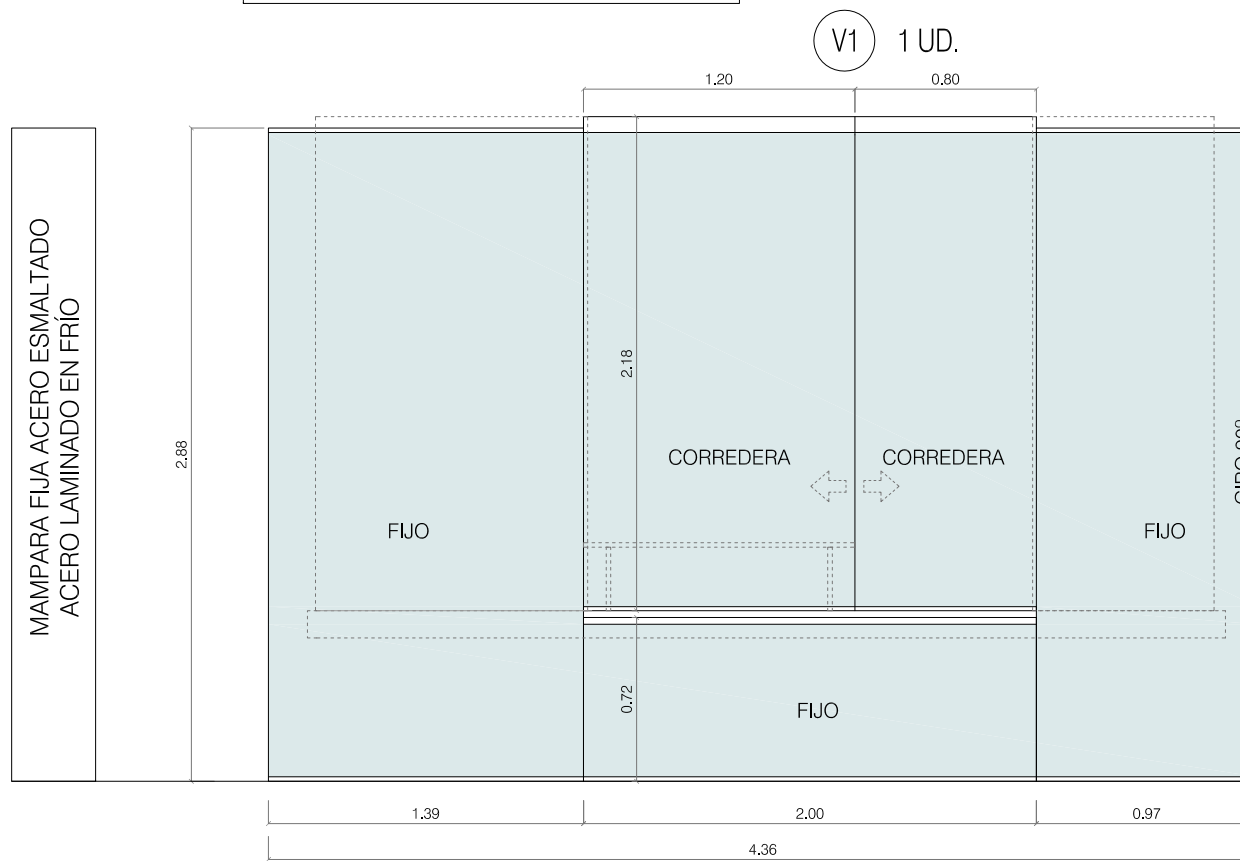 V1 1 UD.
1.20 0.80
MAMPARA FIJA ACERO ESMALTADO
ACERO LAMINADO EN FRÍO
2.88
2.18
CORREDERA CORREDERA
FIJO FIJO
0.72
FIJO
1.39 2.00 0.97
4.36